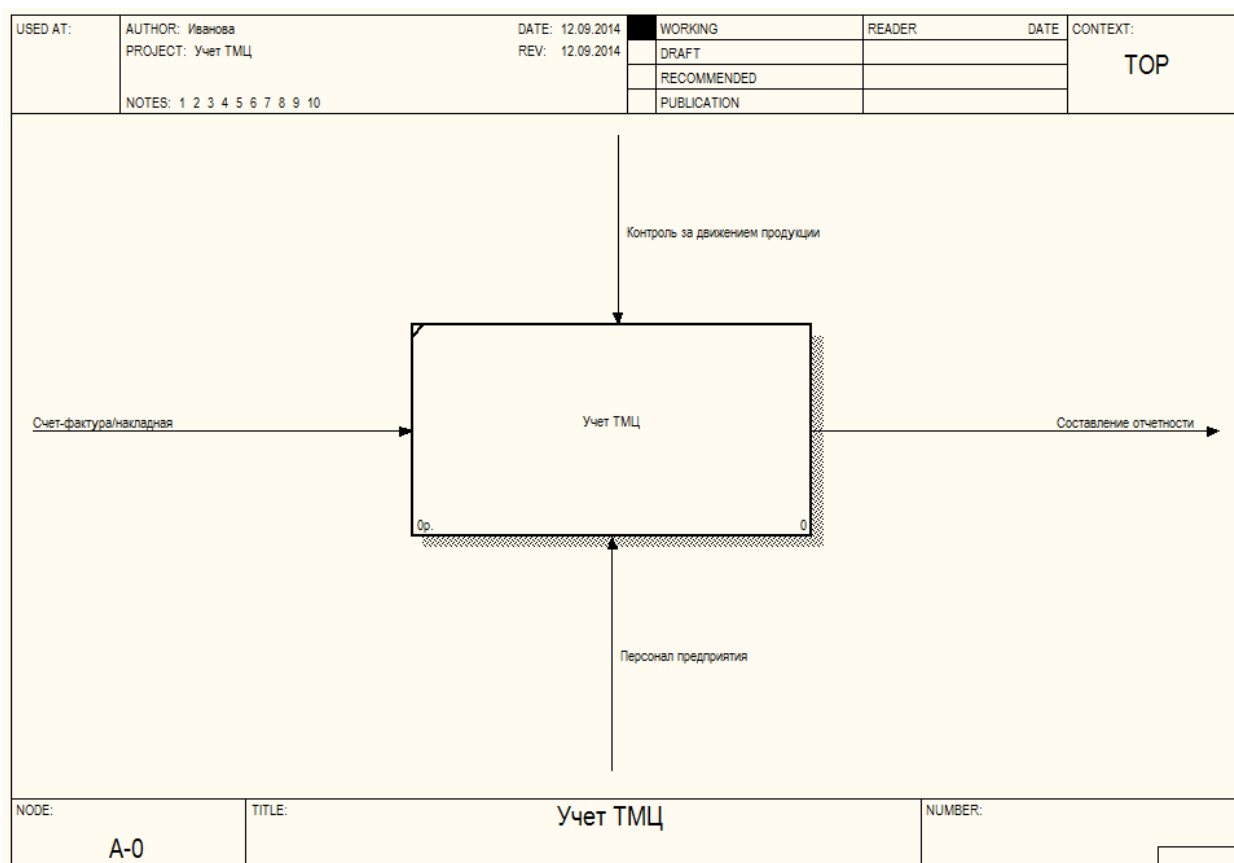 USED AT:
AUTHOR: Иванова
DATE: 12.09.2014
PROJECT: Учет ТМЦ
REV: 12.09.2014
NOTES: 1 2 3 4 5 6 7 8 9 10
WORKING
DRAFT
RECOMMENDED
PUBLICATION
READER
DATE
CONTEXT:
TOP
Контроль за движением продукции
Счет-фактура/накладная
Учет ТМЦ
Составление отчетности
0р.
0
Персонал предприятия
NODE:
A-0
TITLE:
Учет ТМЦ
NUMBER: